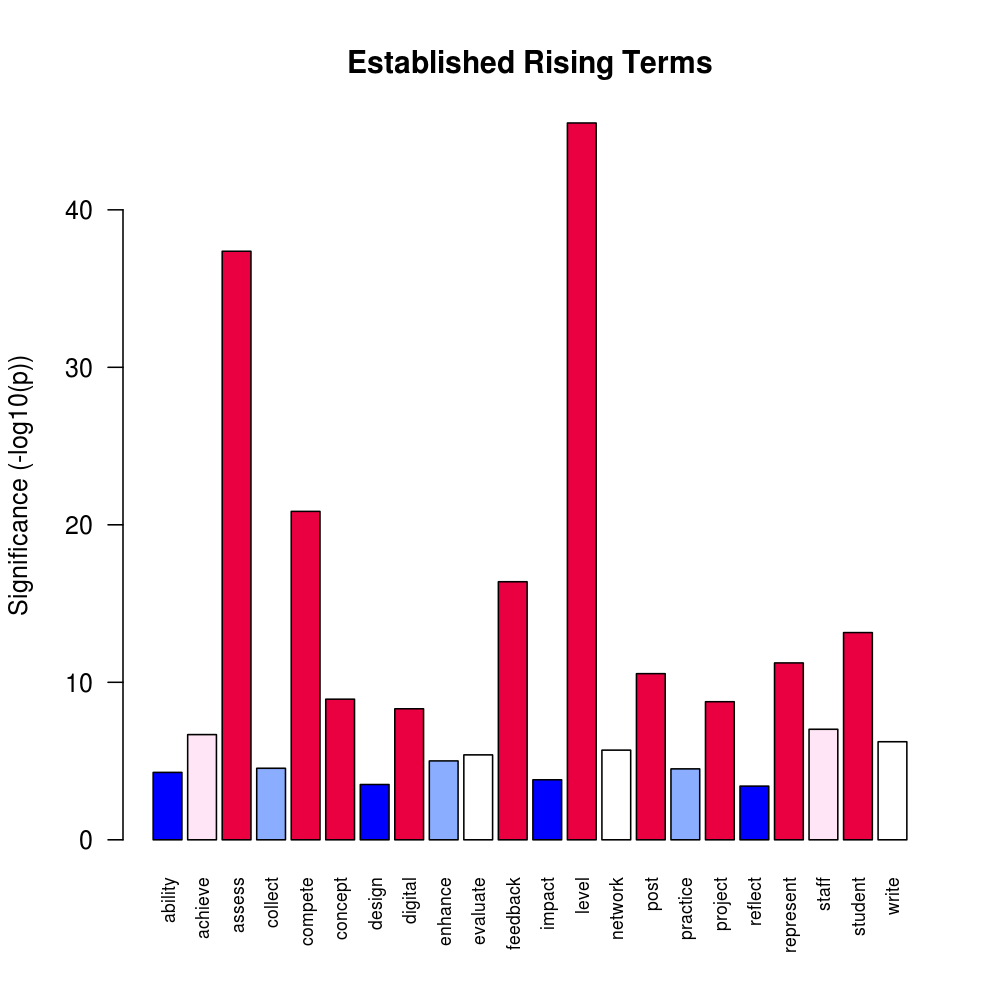 Established Rising Terms
Significance (-log10(p))
40
30
20
10
0
ability
achieve
assess
collect
compete
concept
design
digital
enhance
evaluate
feedback
impact
level
network
post
practice
project
reflect
represent
staff
student
write